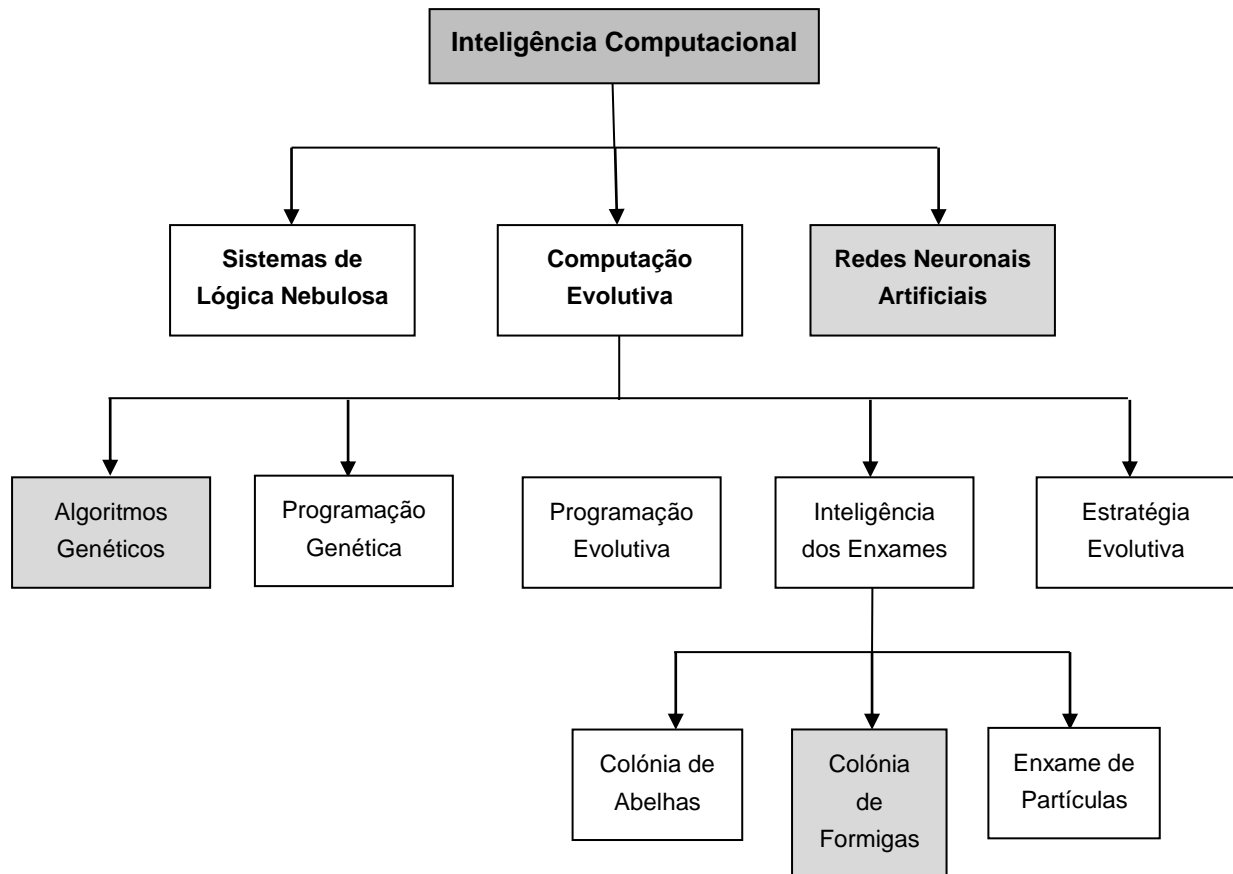 Inteligência Computacional
Sistemas de
Lógica Nebulosa
Computação
Evolutiva
Redes Neuronais
Artificiais
Algoritmos
Genéticos
Programação
Genética
Programação
Evolutiva
Inteligência
dos Enxames
Estratégia
Evolutiva
Colónia de
Abelhas
Colónia
de
Formigas
Enxame de
Partículas